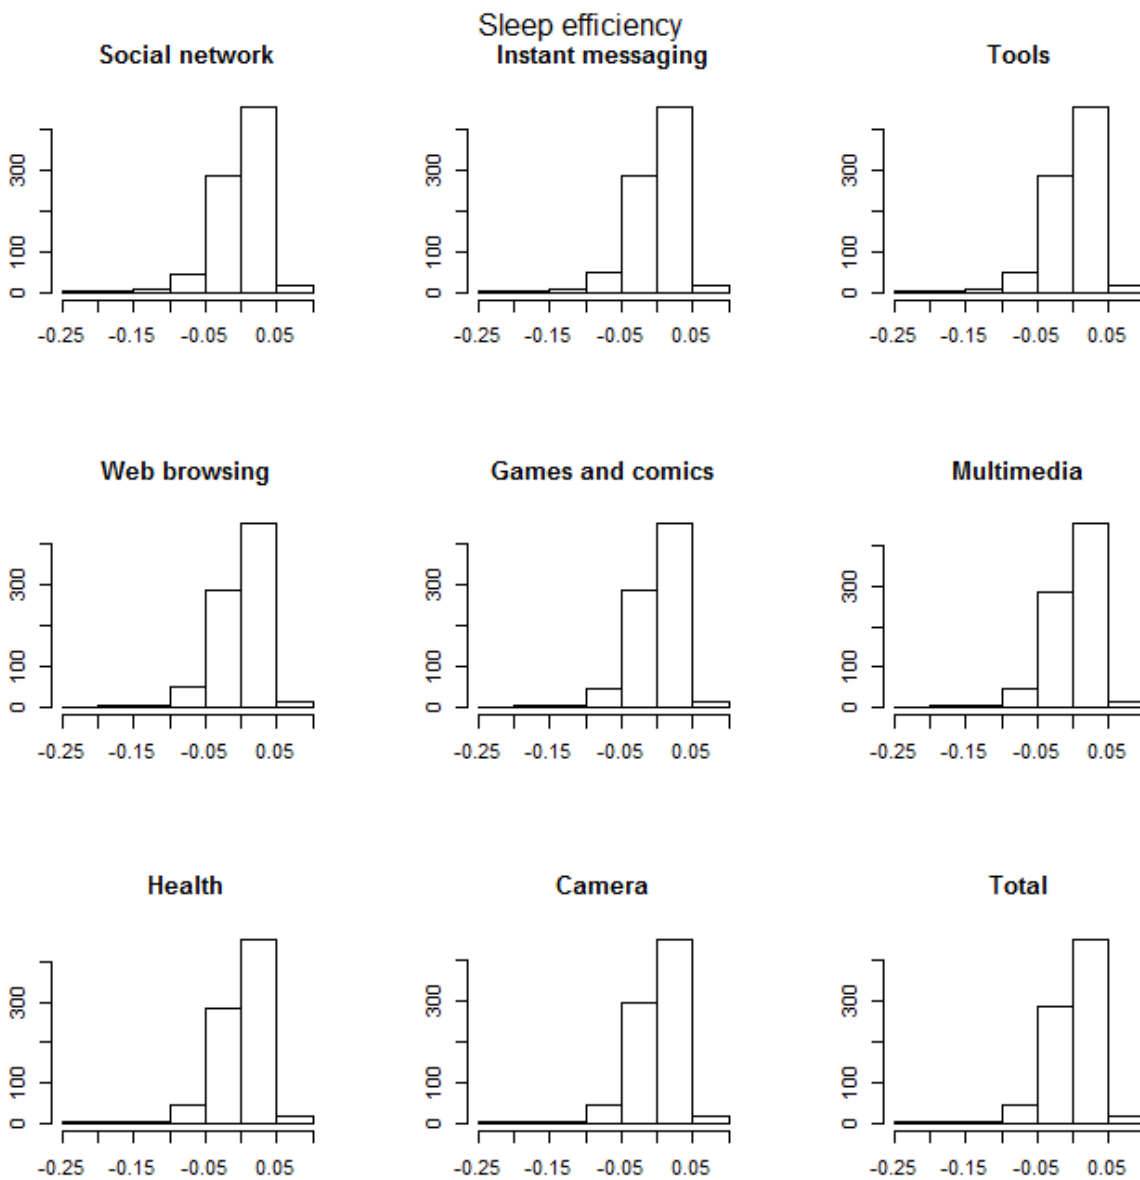 Sleep efficiency
Social network Instant messaging Tools
300 300 300
100 100 100
0 0 0
-0.25 -0.15 -0.05 0.05 -0.25 -0.15 -0.05 0.05 -0.25 -0.15 -0.05 0.05
Web browsing Games and comics Multimedia
300 300 300
100 100 100
0 0 0
-0.25 -0.15 -0.05 0.05 -0.25 -0.15 -0.05 0.05 -0.25 -0.15 -0.05 0.05
Health Camera Total
300 300 300
100 100 100
0 0 0
-0.25 -0.15 -0.05 0.05 -0.25 -0.15 -0.05 0.05 -0.25 -0.15 -0.05 0.05